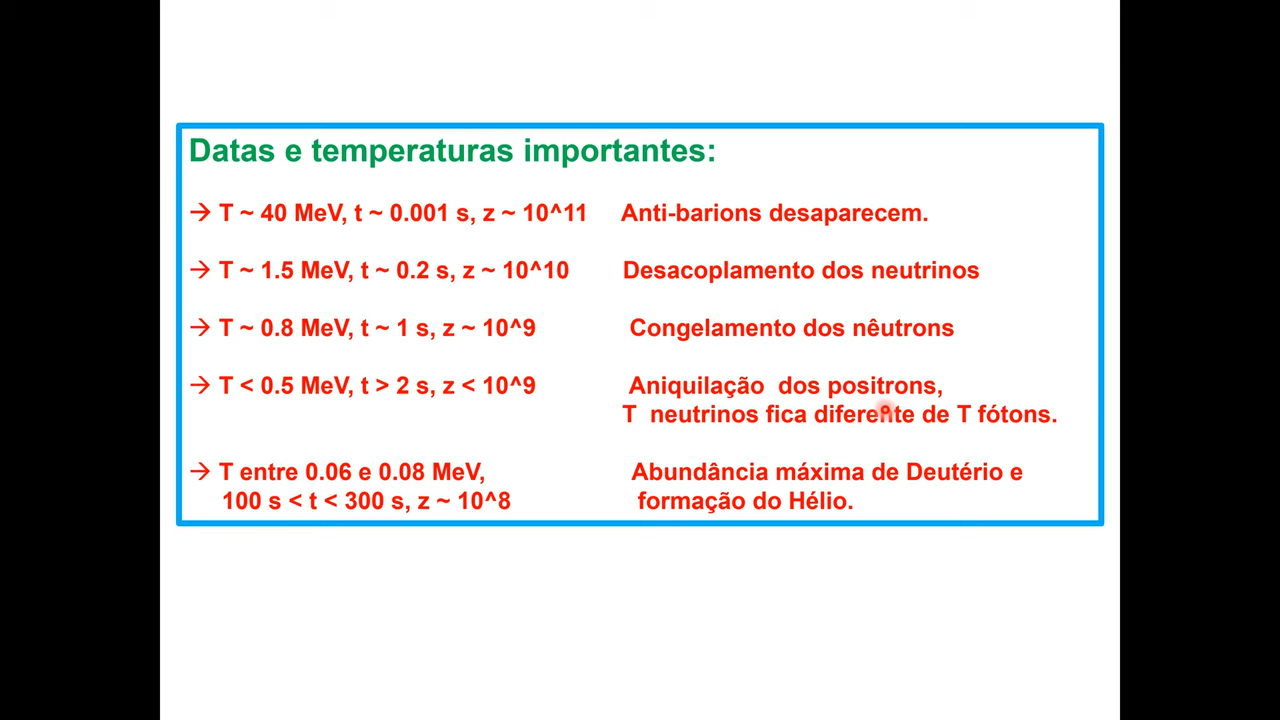 Datas e temperaturas importantes:
→ T ~ 40 MeV, t ~ 0.001 s, z ~ 10^11 Anti-barions desaparecem.
→ T ~ 1.5 MeV, t ~ 0.2 s, z ~ 10^10 Desacoplamento dos neutrinos
→ T ~ 0.8 MeV, t ~ 1 s, z ~ 10^9 Congelamento dos nêutrons
→ T < 0.5 MeV, t > 2 s, z < 10^9 Aniquilação dos positrons,
T neutrinos fica diferente de T fótons.
→ T entre 0.06 e 0.08 MeV, Abundância máxima de Deutério e
100 s < t < 300 s, z ~ 10^8 formação do Hélio.